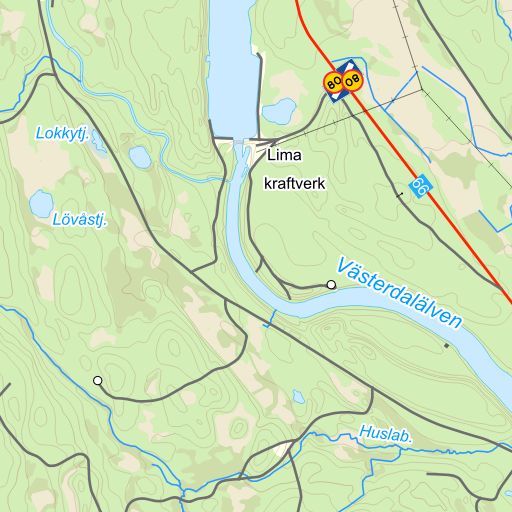 80 80
Lokkytj.
Lima
kraftverk
66
Lövåstj.
Västerdalälven
Huslab.